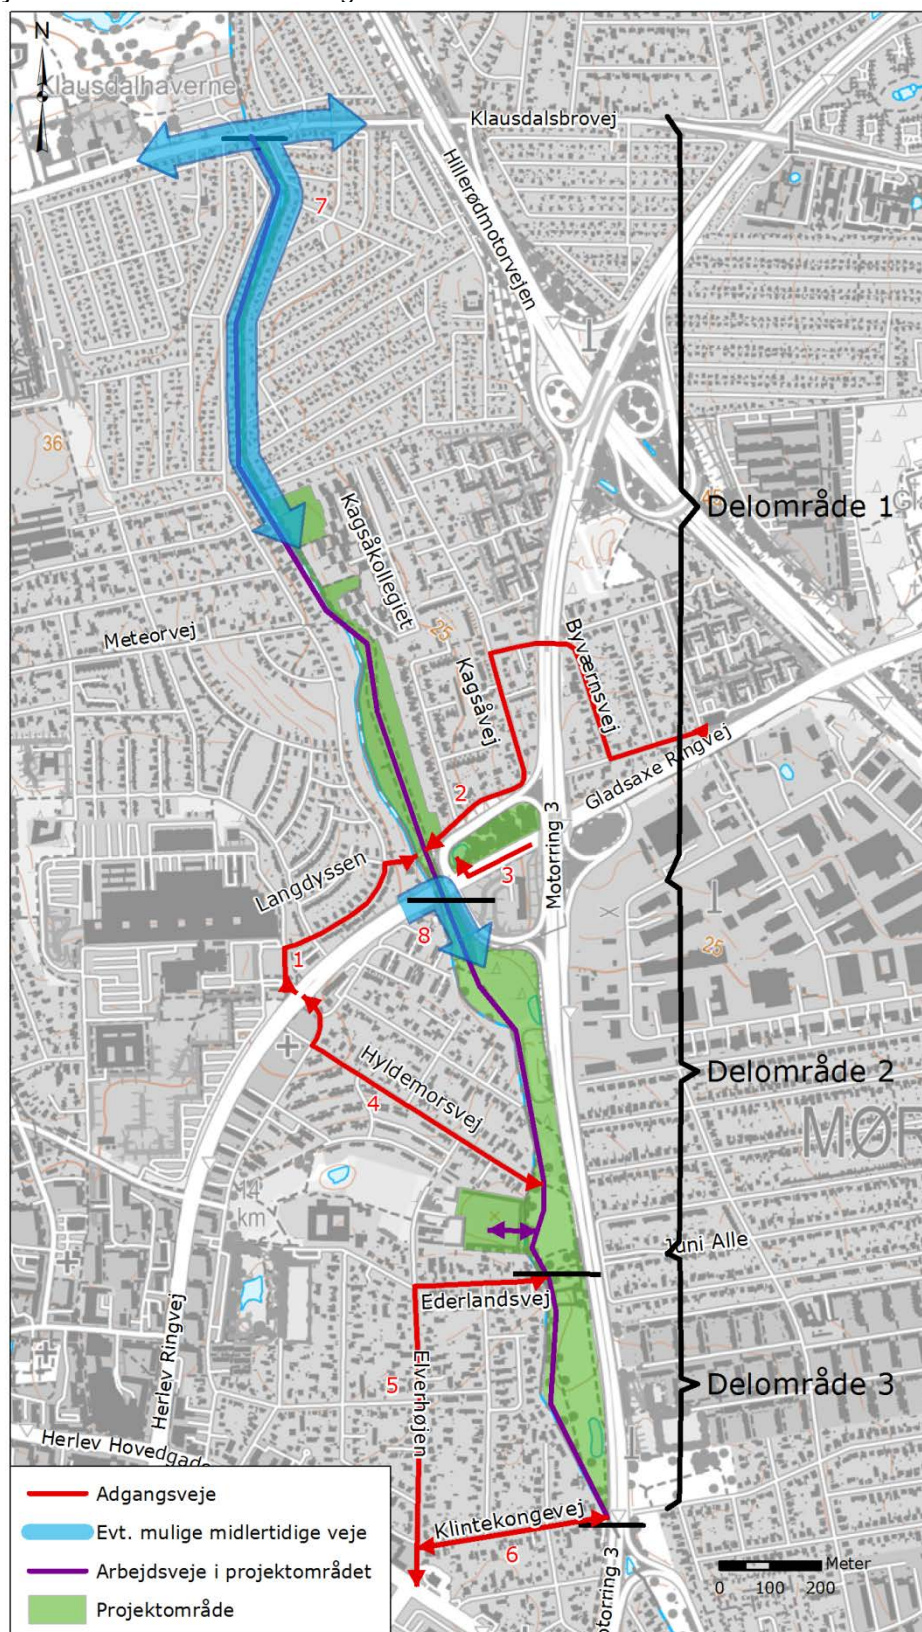 N
Klausdalhaverne
Klausdalsbrovej
Hillerødmotorvejen
7
36
45
Delområde 1
Kagsåkollegiet
25
Meteorvej
Byværnsvej
Kagsåvej
Gladsaxe Ringvej
2
Motorring 3
3
Langdyssen
8
25
1
Hyldemorsvej
4
Delområde 2
MØ
14
km
Juni Alle
Ederlandsvej
Elverhøjen
5
Delområde 3
Herlev Ringvej
Herlev Hovedgade
Klintekongevej
6
Motorring 3
Adgangsveje
Evt. mulige midlertidige veje
Arbejdsveje i projektområdet
Projektområde
Meter
0 100 200